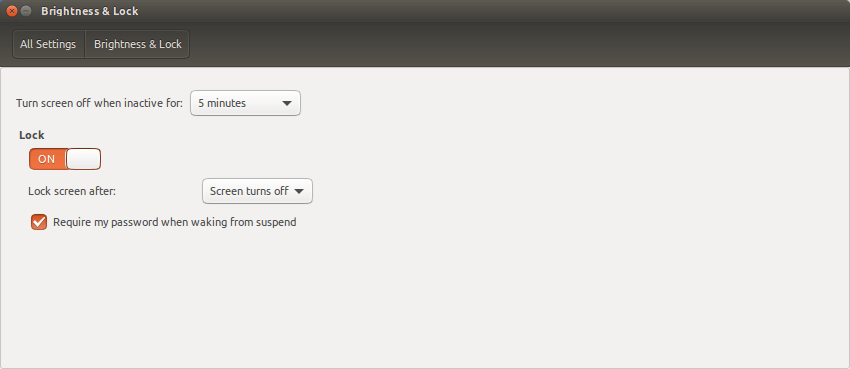 Brightness & Lock
All Settings Brightness & Lock
Turn screen off when inactive for: 5 minutes
Lock
ON
Lock screen after: Screen turns off
Require my password when waking from suspend